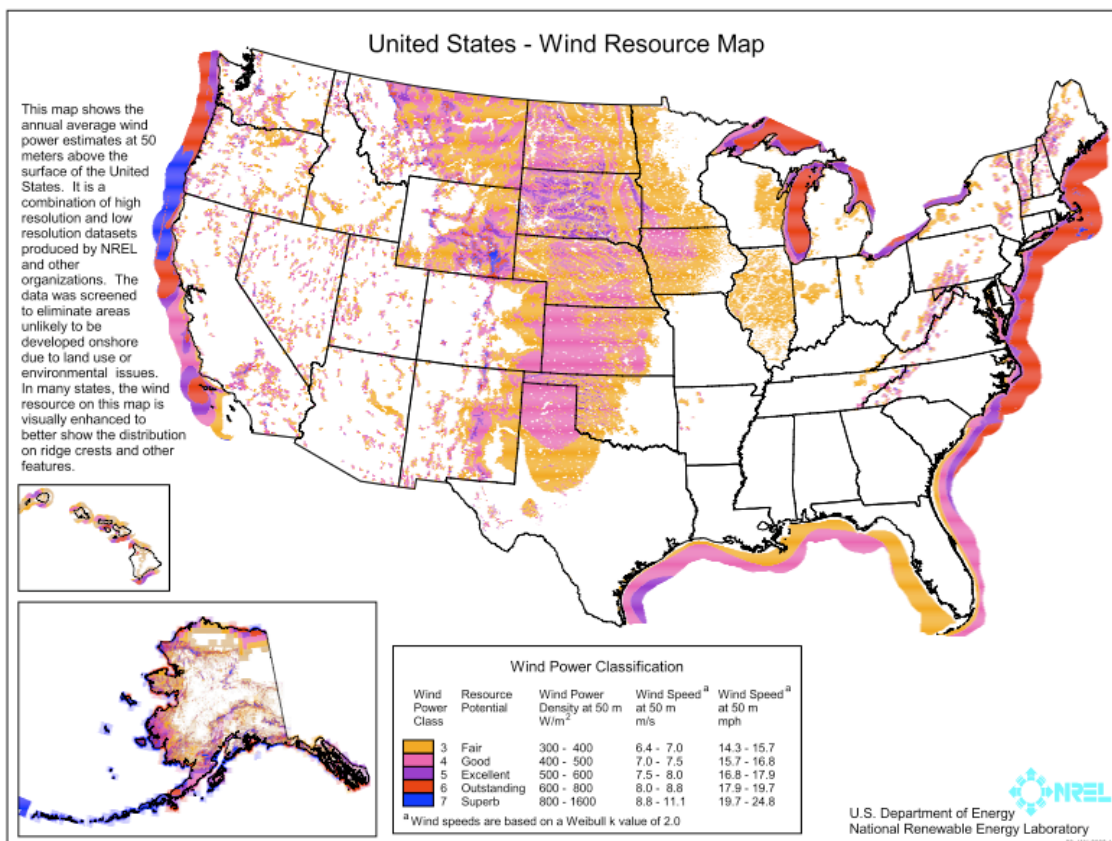 United States - Wind Resource Map
This map shows the
annual average wind
power estimates at 50
meters above the
surface of the United
States. It is a
combination of high
resolution and low
resolution datasets
produced by NREL
and other
organizations. The
data was screened
to eliminate areas
unlikely to be
developed onshore
due to land use or
environmental issues.
In many states, the wind
resource on this map is
visually enhanced to
better show the distribution
on ridge crests and other
features.
Wind Power Classification
Wind Resource Wind Power Wind Speed a Wind Speed a
Power Potential Density at 50 m at 50 m at 50 m
Class W/m2 m/s mph
3 Fair 300 - 400 6.4 - 7.0 14.3 - 15.7
4 Good 400 - 500 7.0 - 7.5 15.7 - 16.8
5 Excellent 500 - 600 7.5 - 8.0 16.8 - 17.9
6 Outstanding 600 - 800 8.0 - 8.8 17.9 - 19.7
7 Superb 800 - 1600 8.8 - 11.1 19.7 - 24.8
a Wind speeds are based on a Weibull k value of 2.0
NREL
U.S. Department of Energy
National Renewable Energy Laboratory